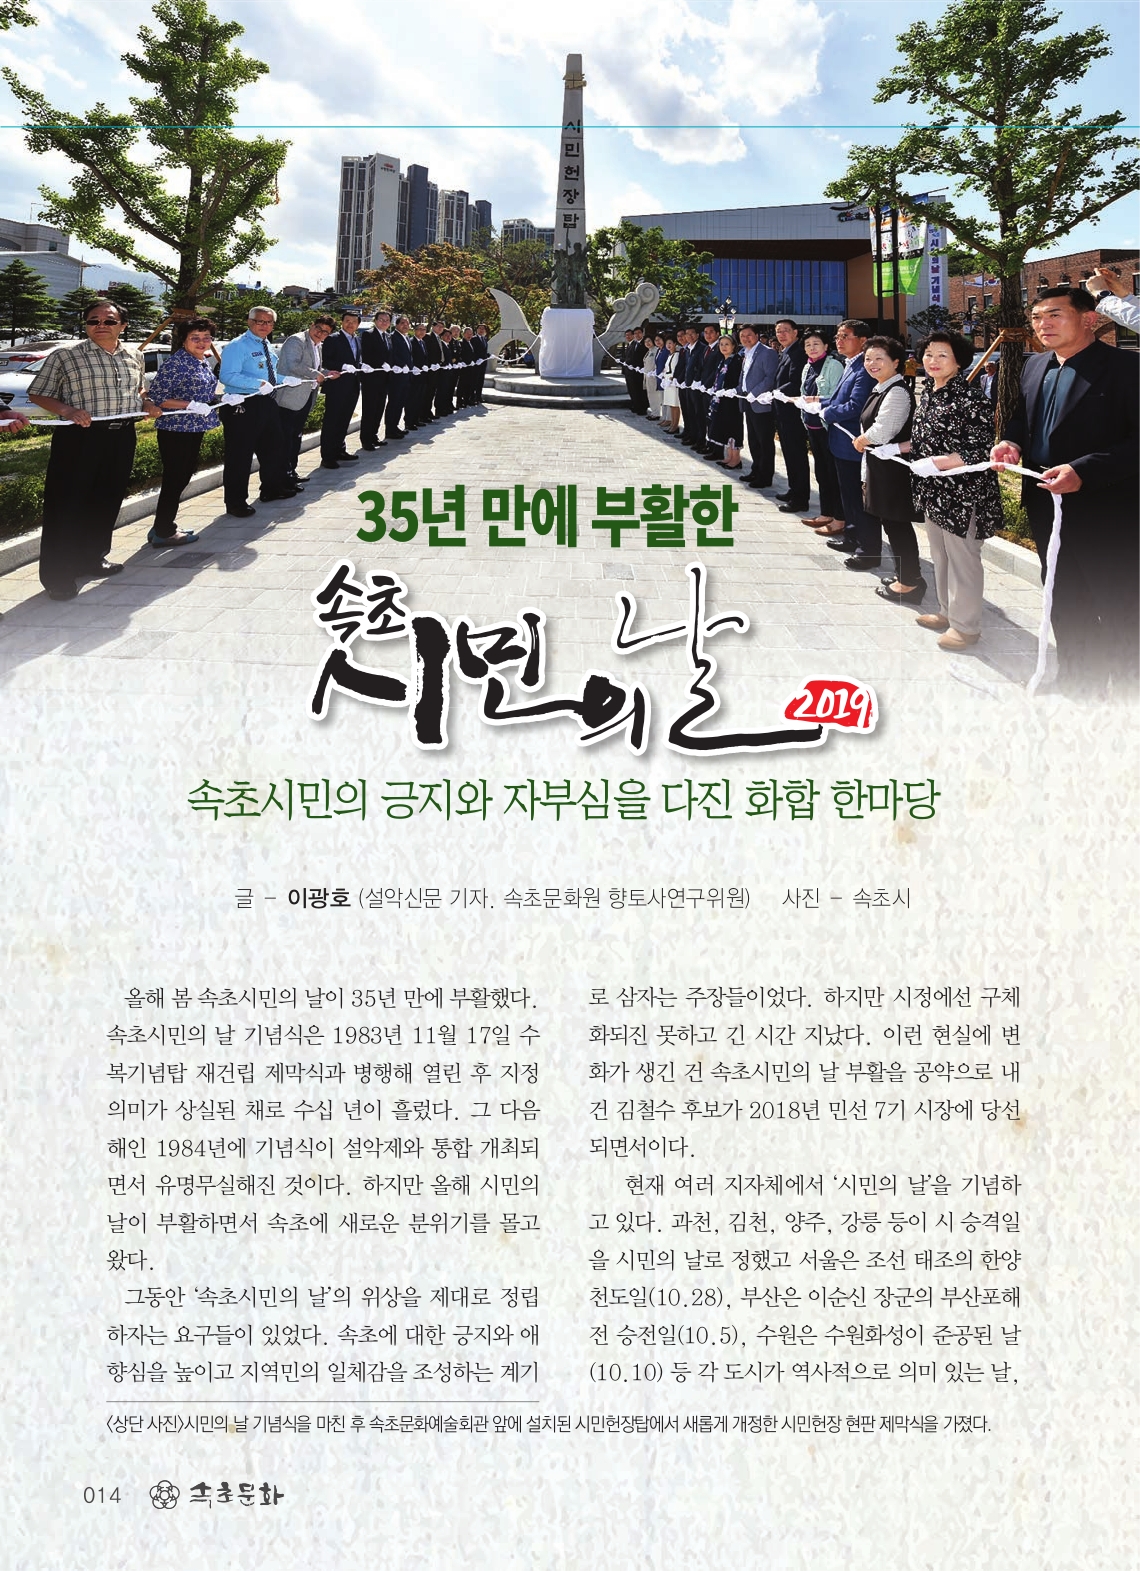 시민헌장탑
35년 만에 부활한
속초시민의 날
2019
속초시민의 긍지와 자부심을 다진 화합 한마당
글 – 이광호 (설악신문 기자. 속초문화원 향토사연구위원) 사진 – 속초시
올해 봄 속초시민의 날이 35년 만에 부활했다.
속초시민의 날 기념식은 1983년 11월 17일 수
복기념탑 재건립 제막식과 병행해 열린 후 지정
의미가 상실된 채로 수십 년이 흘렀다. 그 다음
해인 1984년에 기념식이 설악제와 통합 개최되
면서 유명무실해진 것이다. 하지만 올해 시민의
날이 부활하면서 속초에 새로운 분위기를 몰고
왔다.
그동안 ‘속초시민의 날’의 위상을 제대로 정립
하자는 요구들이 있었다. 속초에 대한 긍지와 애
향심을 높이고 지역민의 일체감을 조성하는 계기
로 삼자는 주장들이었다. 하지만 시정에선 구체
화되진 못하고 긴 시간 지났다. 이런 현실에 변
화가 생긴 건 속초시민의 날 부활을 공약으로 내
건 김철수 후보가 2018년 민선 7기 시장에 당선
되면서이다.
현재 여러 지자체에서 ‘시민의 날’을 기념하
고 있다. 과천, 김천, 양주, 강릉 등이 시 승격일
을 시민의 날로 정했고 서울은 조선 태조의 한양
천도일(10.28), 부산은 이순신 장군의 부산포해
전 승전일(10.5), 수원은 수원화성이 준공된 날
(10.10) 등 각 도시가 역사적으로 의미 있는 날,
〈상단 사진〉시민의 날 기념식을 마친 후 속초문화예술회관 앞에 설치된 시민헌장탑에서 새롭게 개정한 시민헌장 현판 제막식을 가졌다.
014 속초문화